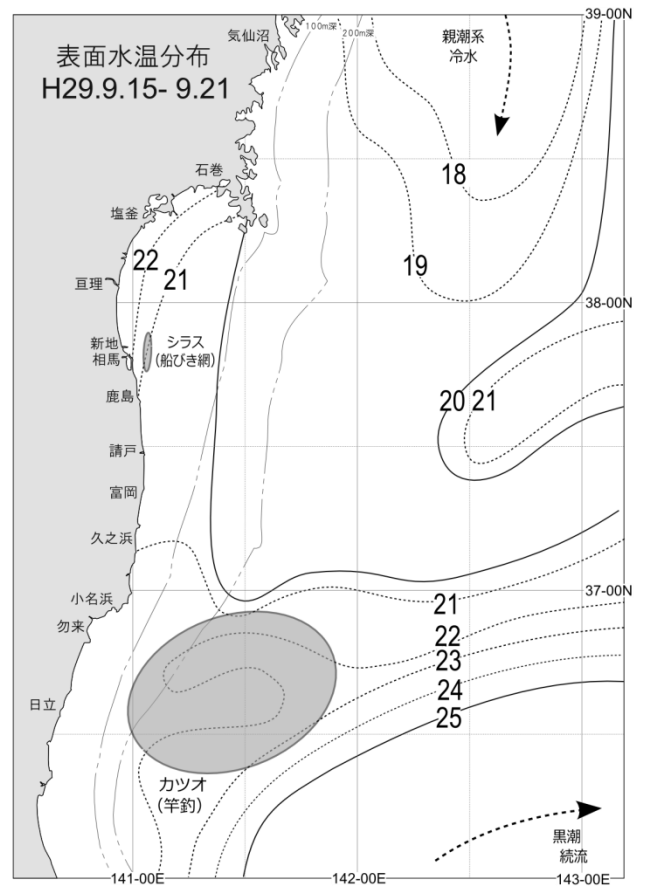 表面水温分布
H29.9.15- 9.21
気仙沼
100m深
200m深
親潮系
冷水
39-00N
石巻
18
塩釜
22
21
19
亘理
38-00N
新地
相馬
シラス
(船びき網)
鹿島
20
21
請戸
富岡
久之浜
小名浜
勿来
37-00N
21
22
23
24
25
日立
カツオ
(竿釣)
黒潮
続流
141-00E
142-00E
143-00E